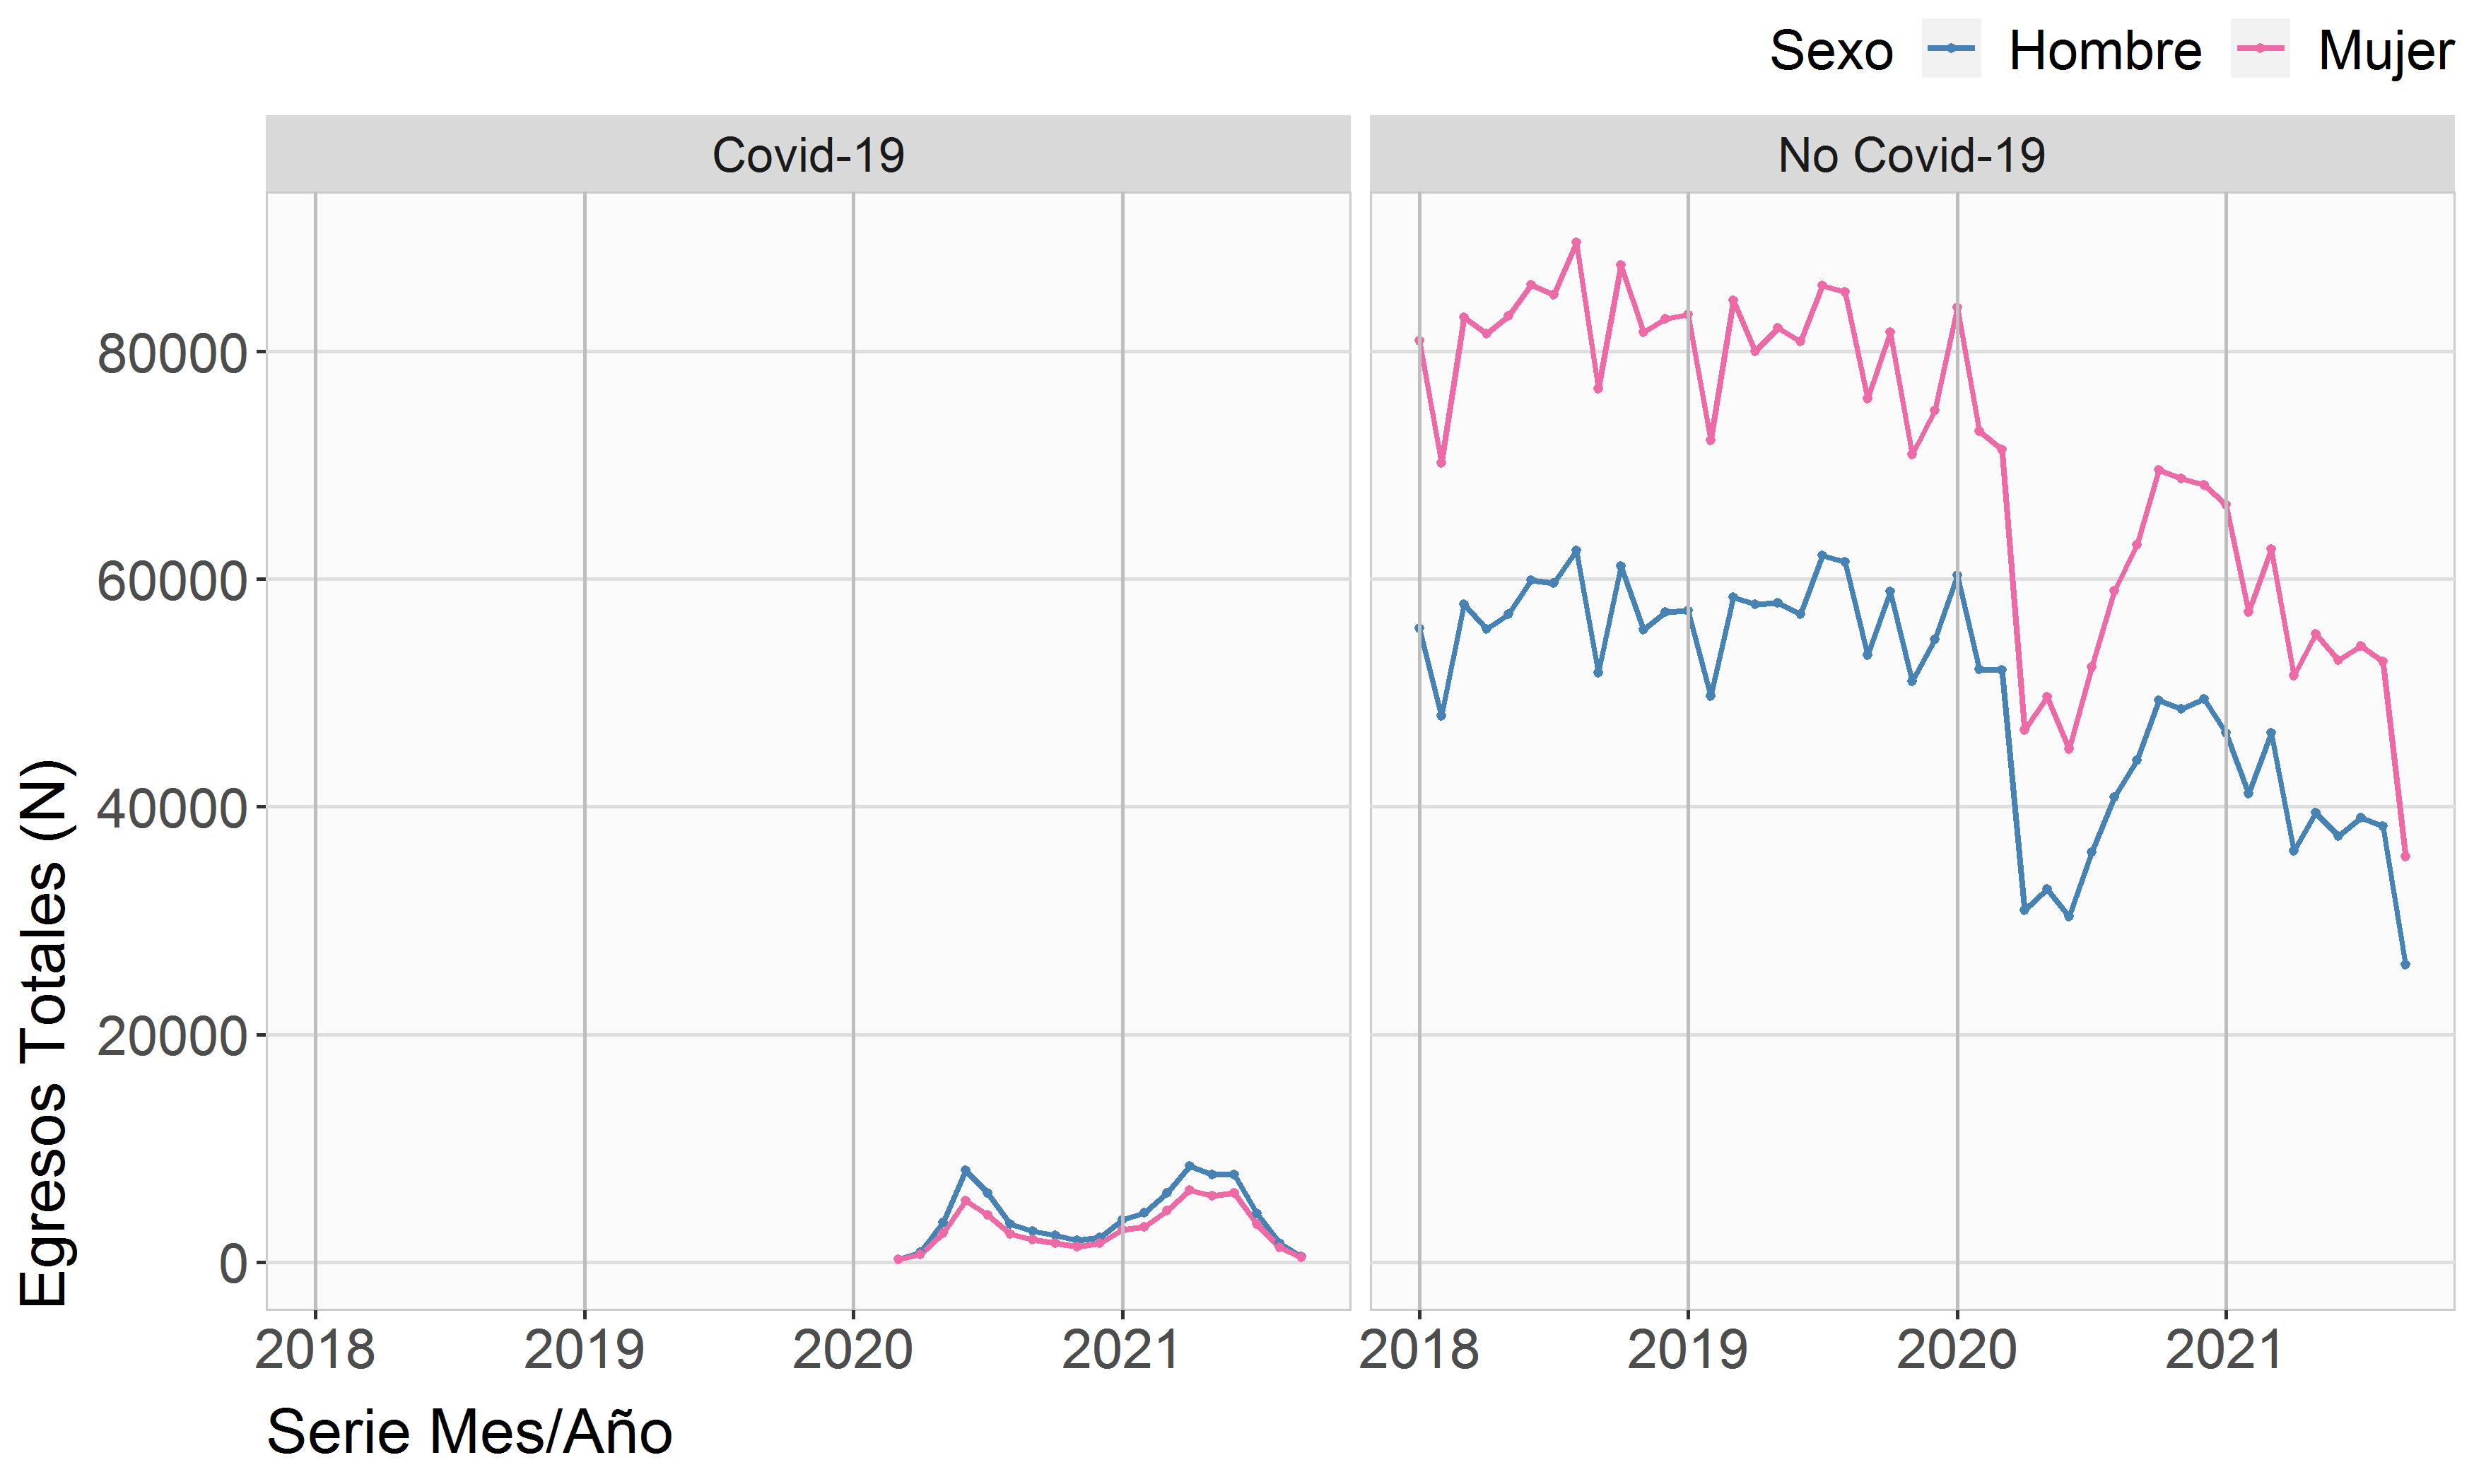 Sexo Hombre Mujer
Covid-19 No Covid-19
Egresos Totales (N)
80000
60000
40000
20000
0
2018 2019 2020 2021 2018 2019 2020 2021
Serie Mes/Año